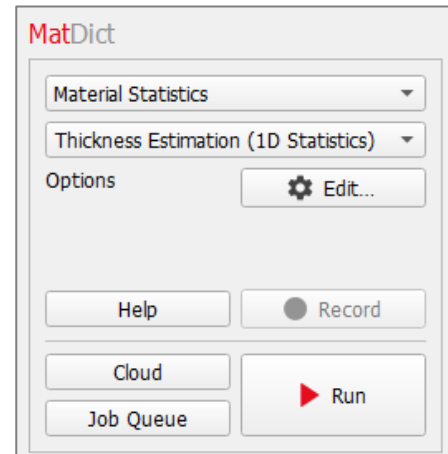 MatDict
Material Statistics
Thickness Estimation (1D Statistics)
Options
Edit...
Help
Record
Cloud
Run
Job Queue